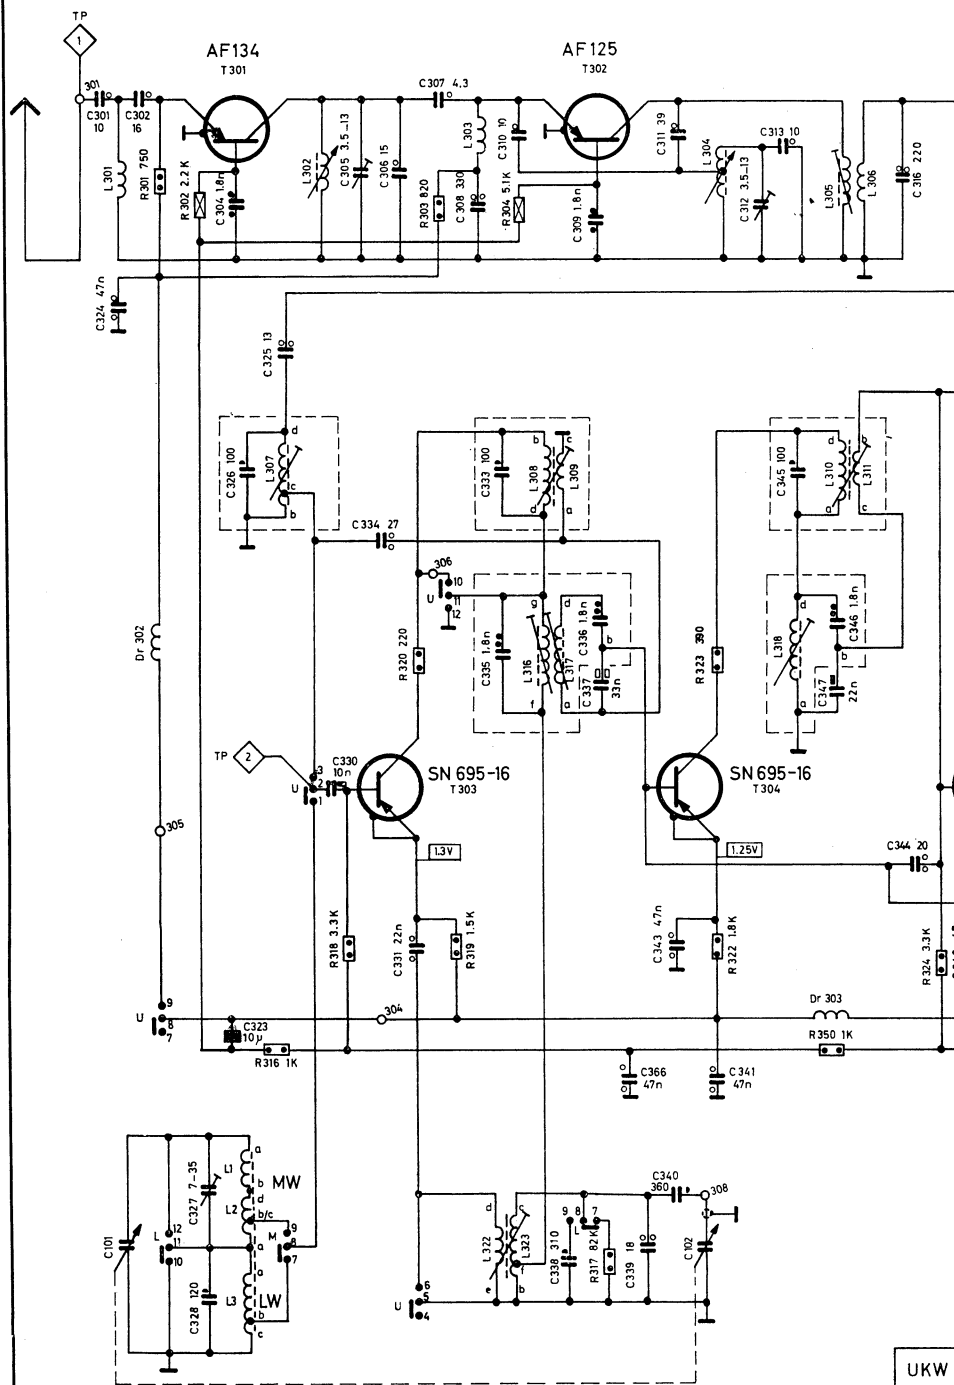 TP
1
AF134
T301
AF125
T302
301
C301
10
C302
16
C307 4.3
L301
R301 750
R302 2.2K
C304 1.8n
L302
C305 3.5-13
C306 15
L303
R303 820
C308 330
C310 10
R304 5.1K
C309 1.8n
C311 39
L304
C313 10
C312 3.5-13
L305
L306
C316 220
C324 47n
C325 13
C326 100
L307
d
c
b
C333 100
b
L308
d
c
L309
a
C345 100
d
L310
a
b
L311
c
C334 27
306
10
11
12
U
Dr 302
R320 220
C335 1.8n
g
L316
f
d
L317
a
C336 1.8n
b
C337
33n
R323 390
d
L318
a
C346 1.8n
b
C347
22n
TP
2
3
2
1
U
C330
10n
SN 695-16
T303
SN 695-16
T304
305
1.3V
1.25V
C344 20
R318 3.3K
C331 22n
R319 1.5K
C343 47n
R322 1.8K
R324 3.3K
9
8
7
U
C323
10µ
304
Dr 303
R316 1K
R350 1K
C366
47n
C341
47n
C101
L
12
11
10
C327 7-35
C328 120
L1
L2
L3
a
b
d
b/c
a
a
b
c
MW
LW
M
9
8
7
U
6
5
4
d
L322
e
c
L323
f
b
9
8
7
L
C338 310
R317 82K
C339 18
C340
360
308
C102
UKW